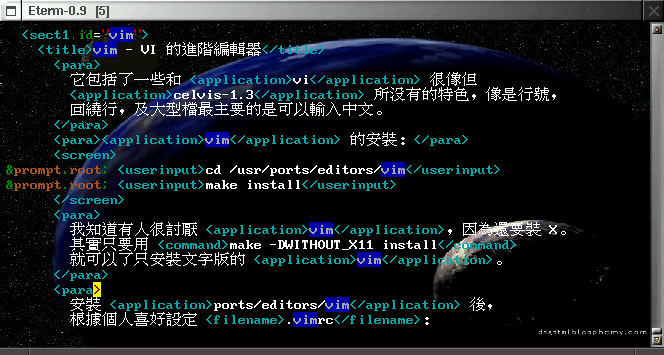 Eterm-0.9 [5]
<sect1 id="vim">
<title>vim - VI 的進階編輯器</title>
<para>
它包括了一些和 <application>vi</application> 很像但
<application>celvis-1.3</application> 所沒有的特色，像是行號，
回繞行，及大型檔最主要的是可以輸入中文。
</para>
<para><application>vim</application> 的安裝：</para>
<screen>
&prompt.root; <userinput>cd /usr/ports/editors/vim</userinput>
&prompt.root; <userinput>make install</userinput>
</screen>
<para>
我知道有人很討厭 <application>vim</application>，因為還要裝 X。
其實只要用 <command>make -DWITHOUT_X11 install</command>
就可以了只安裝文字版的 <application>vim</application>。
</para>
<para>
安裝 <application>ports/editors/vim</application> 後，
根據個人喜好設定 <filename>.vimrc</filename>：
digitalblasphemy.com